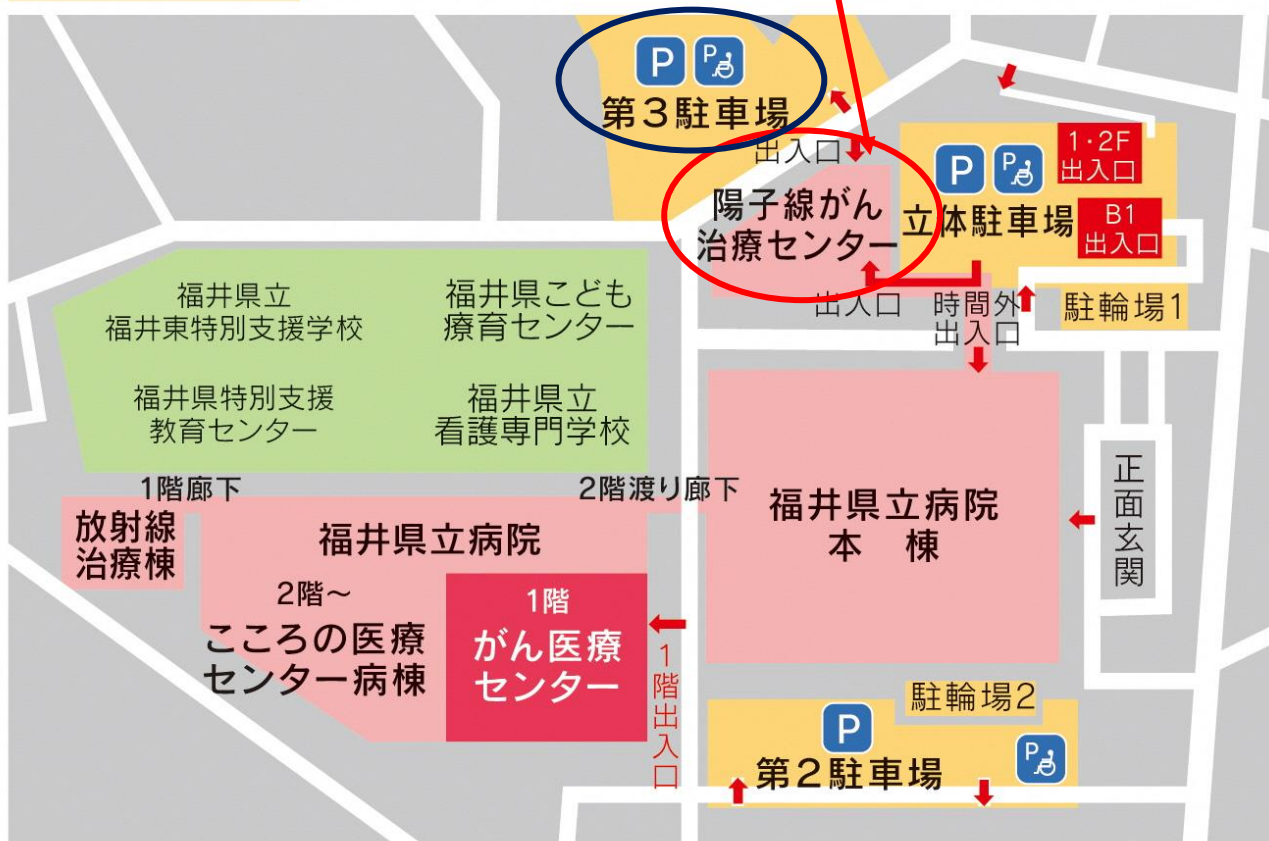 P P
第3駐車場
出入口
陽子線がん
治療センター
P P
立体駐車場
1・2F
出入口
B1
出入口
出入口
時間外
出入口
駐輪場1
福井県立
福井東特別支援学校
福井県こども
療育センター
福井県特別支援
教育センター
福井県立
看護専門学校
1階廊下
2階渡り廊下
放射線
治療棟
福井県立病院
2階～
こころの医療
センター病棟
1階
がん医療
センター
1階出入口
福井県立病院
本 棟
正面玄関
駐輪場2
P
P
第2駐車場